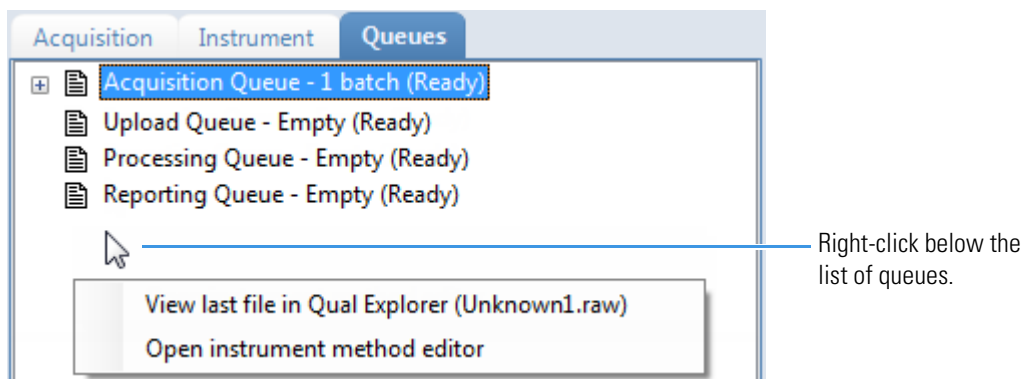 Acquisition Instrument Queues
Acquisition Queue - 1 batch (Ready)
Upload Queue - Empty (Ready)
Processing Queue - Empty (Ready)
Reporting Queue - Empty (Ready)
Right-click below the
list of queues.
View last file in Qual Explorer (Unknown1.raw)
Open instrument method editor